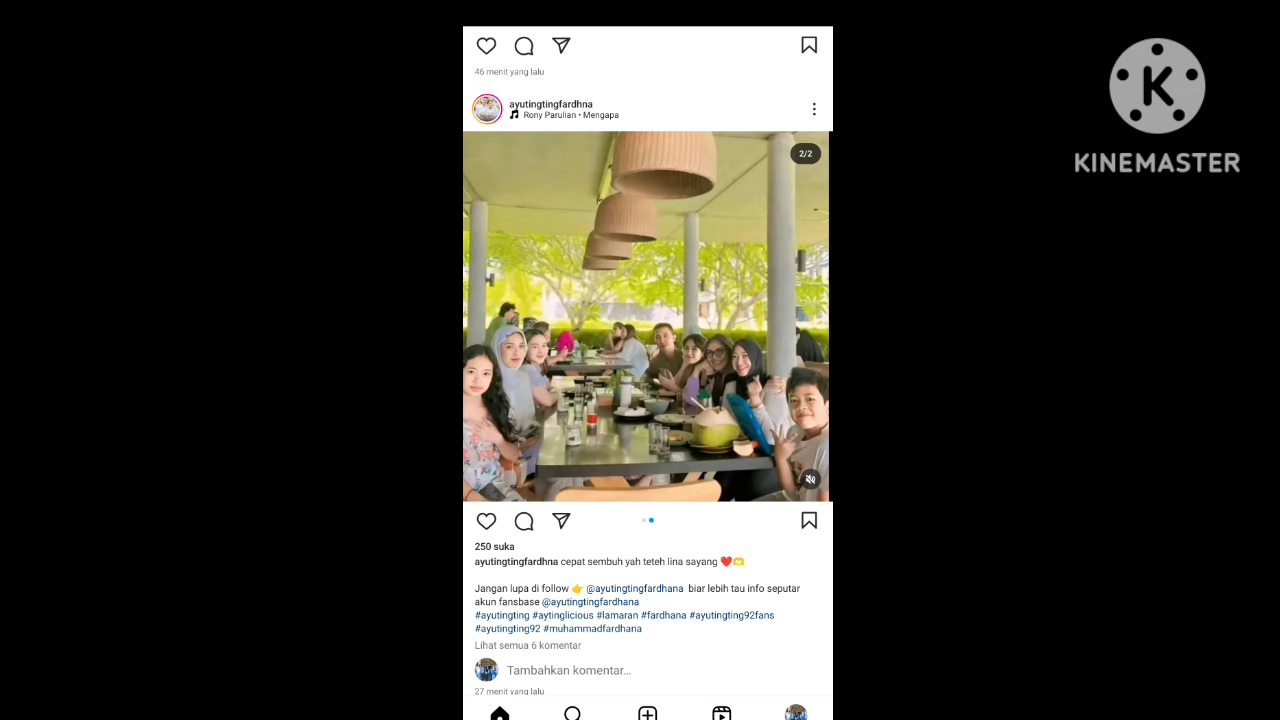 46 menit yang lalu
ayutingtingfardhna
Rony Parulian • Mengapa
2/2
KINEMASTER
250 suka
ayutingtingfardhna cepat sembuh yah teteh lina sayang ❤️🫶
Jangan lupa di follow 👉 @ayutingtingfardhana biar lebih tau info seputar
akun fansbase @ayutingtingfardhana
#ayutingting #aytinglicious #lamaran #fardhana #ayutingting92fans
#ayutingting92 #muhammadfardhana
Lihat semua 6 komentar
Tambahkan komentar...
27 menit yang lalu